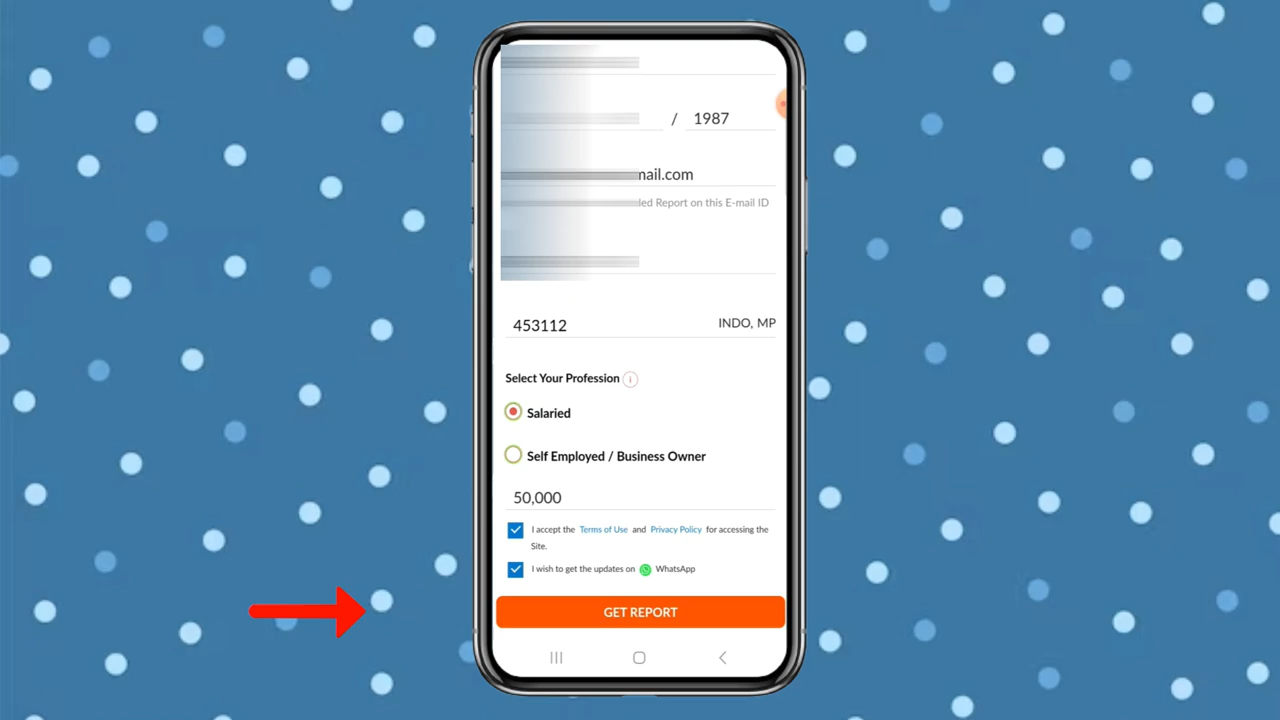 / 1987
mail.com
Report on this E-mail ID
453112 INDO, MP
Select Your Profession
Salaried
Self Employed / Business Owner
50,000
I accept the Terms of Use and Privacy Policy for accessing the
Site.
I wish to get the updates on WhatsApp
GET REPORT